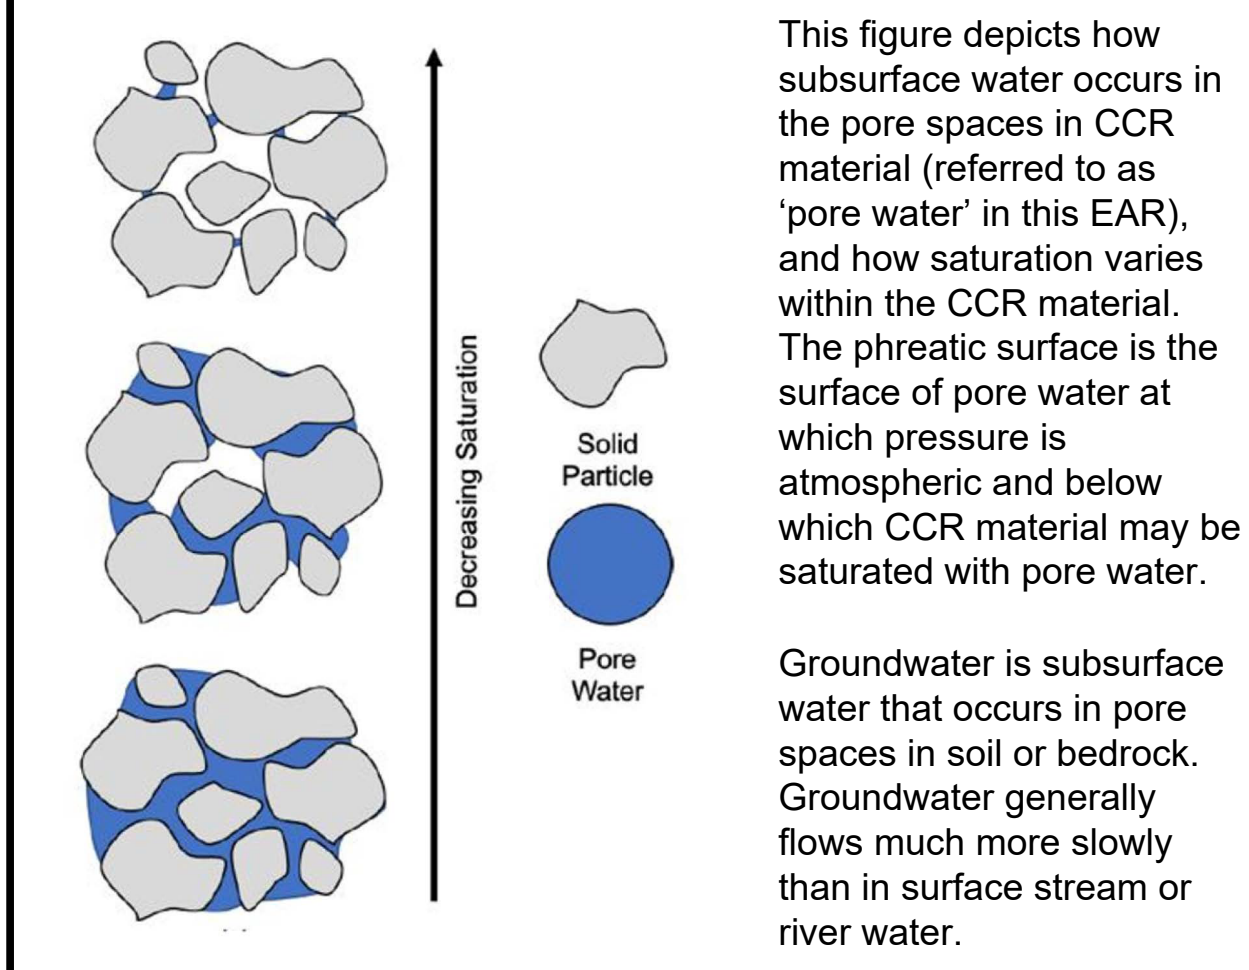 Decreasing Saturation
Solid
Particle
Pore
Water
This figure depicts how
subsurface water occurs in
the pore spaces in CCR
material (referred to as
‘pore water’ in this EAR),
and how saturation varies
within the CCR material.
The phreatic surface is the
surface of pore water at
which pressure is
atmospheric and below
which CCR material may be
saturated with pore water.
Groundwater is subsurface
water that occurs in pore
spaces in soil or bedrock.
Groundwater generally
flows much more slowly
than in surface stream or
river water.